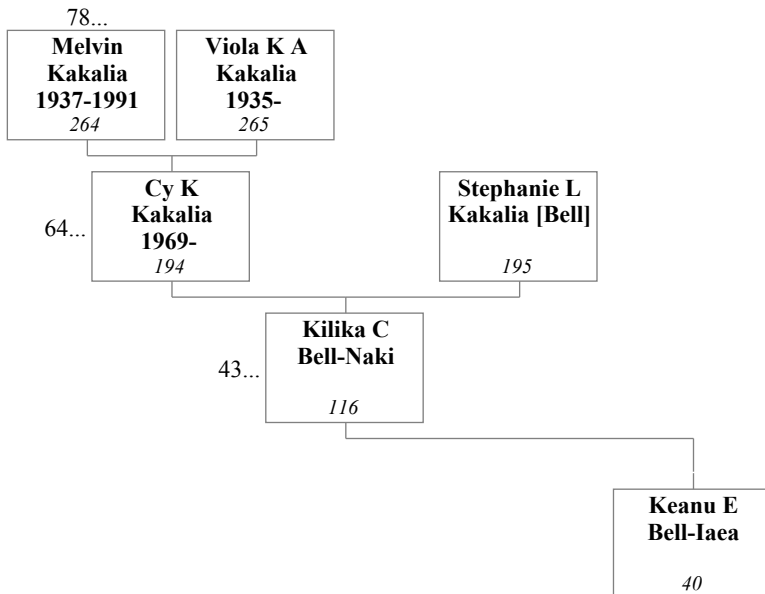 78...
Melvin
Kakalia
1937-1991
264
Viola K A
Kakalia
1935-
265
64...
Cy K
Kakalia
1969-
194
Stephanie L
Kakalia [Bell]
195
43...
Kilika C
Bell-Naki
116
Keanu E
Bell-Iaea
40